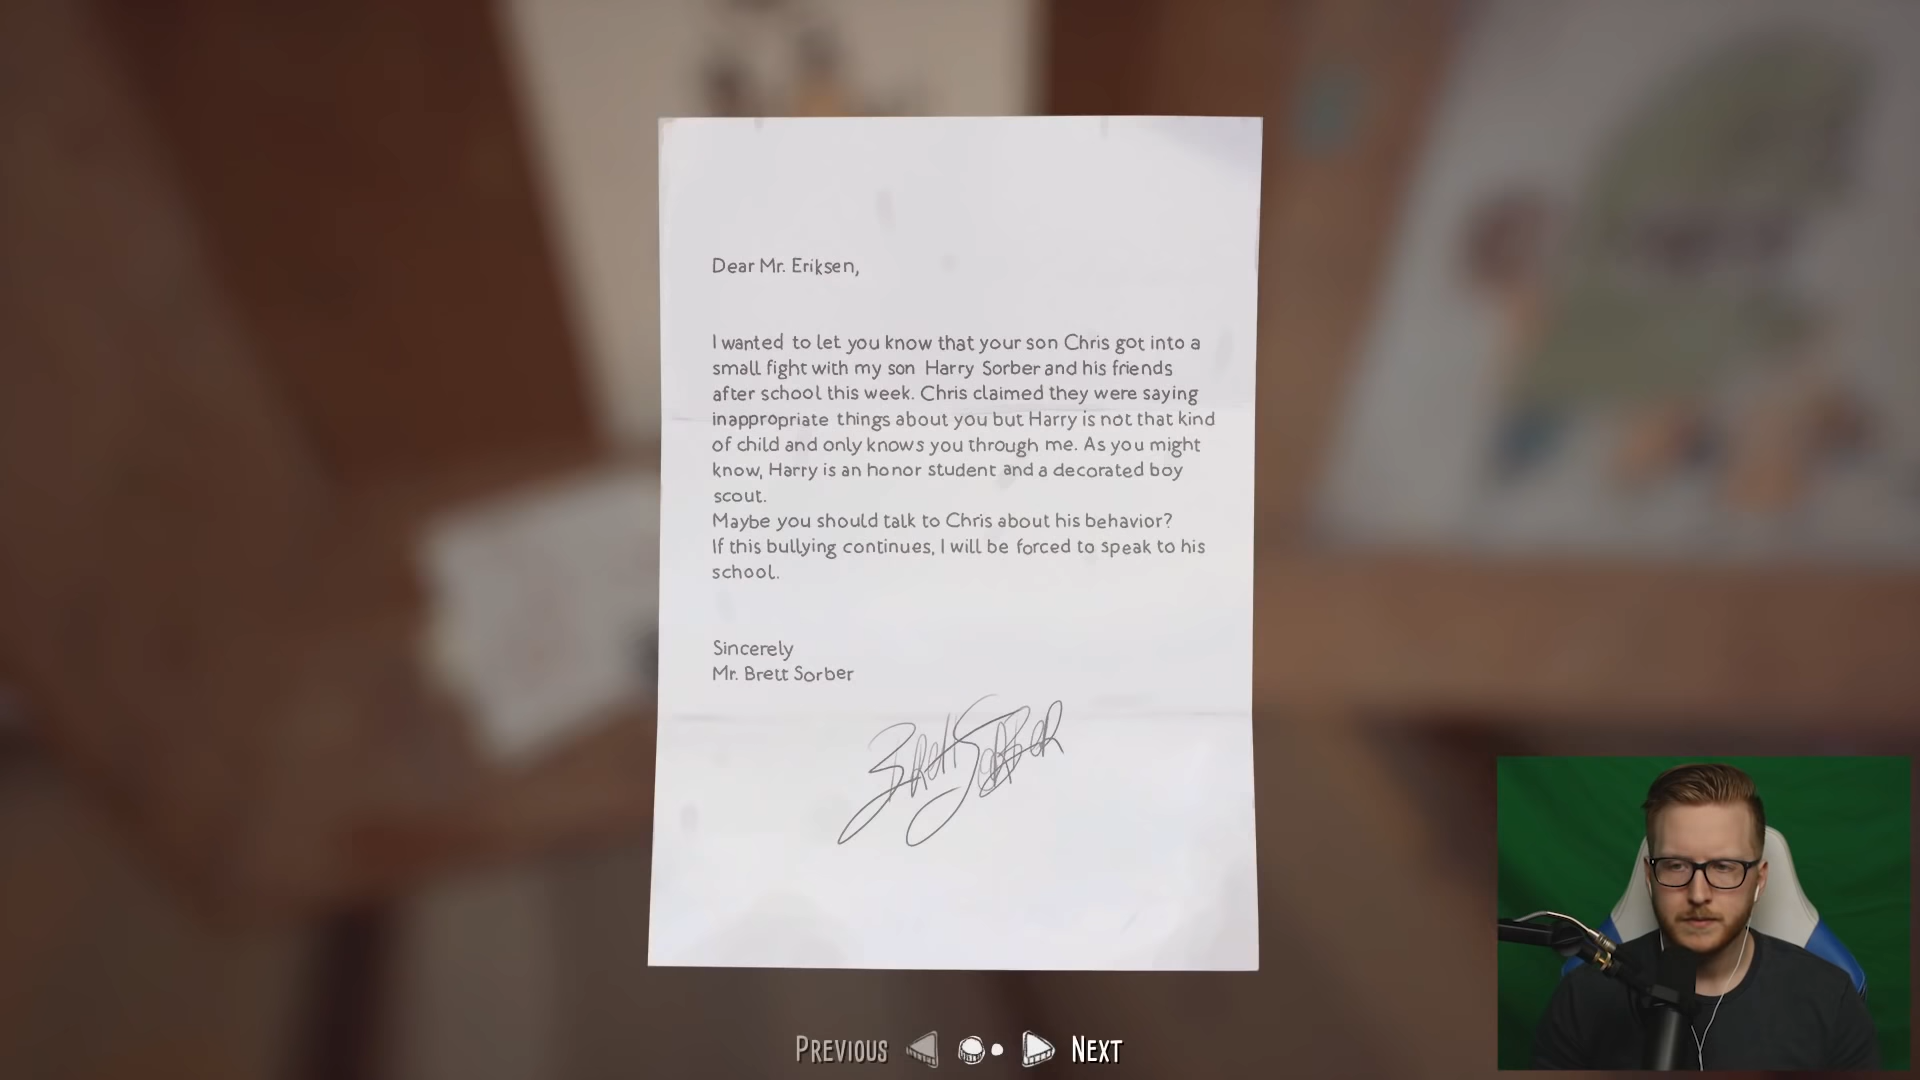 Dear Mr. Eriksen,
I wanted to let you know that your son Chris got into a
small fight with my son Harry Sorber and his friends
after school this week. Chris claimed they were saying
inappropriate things about you but Harry is not that kind
of child and only knows you through me. As you might
know, Harry is an honor student and a decorated boy
scout.
Maybe you should talk to Chris about his behavior?
If this bullying continues, I will be forced to speak to his
school.
Sincerely
Mr. Brett Sorber
Brett Sorber
Previous
Next